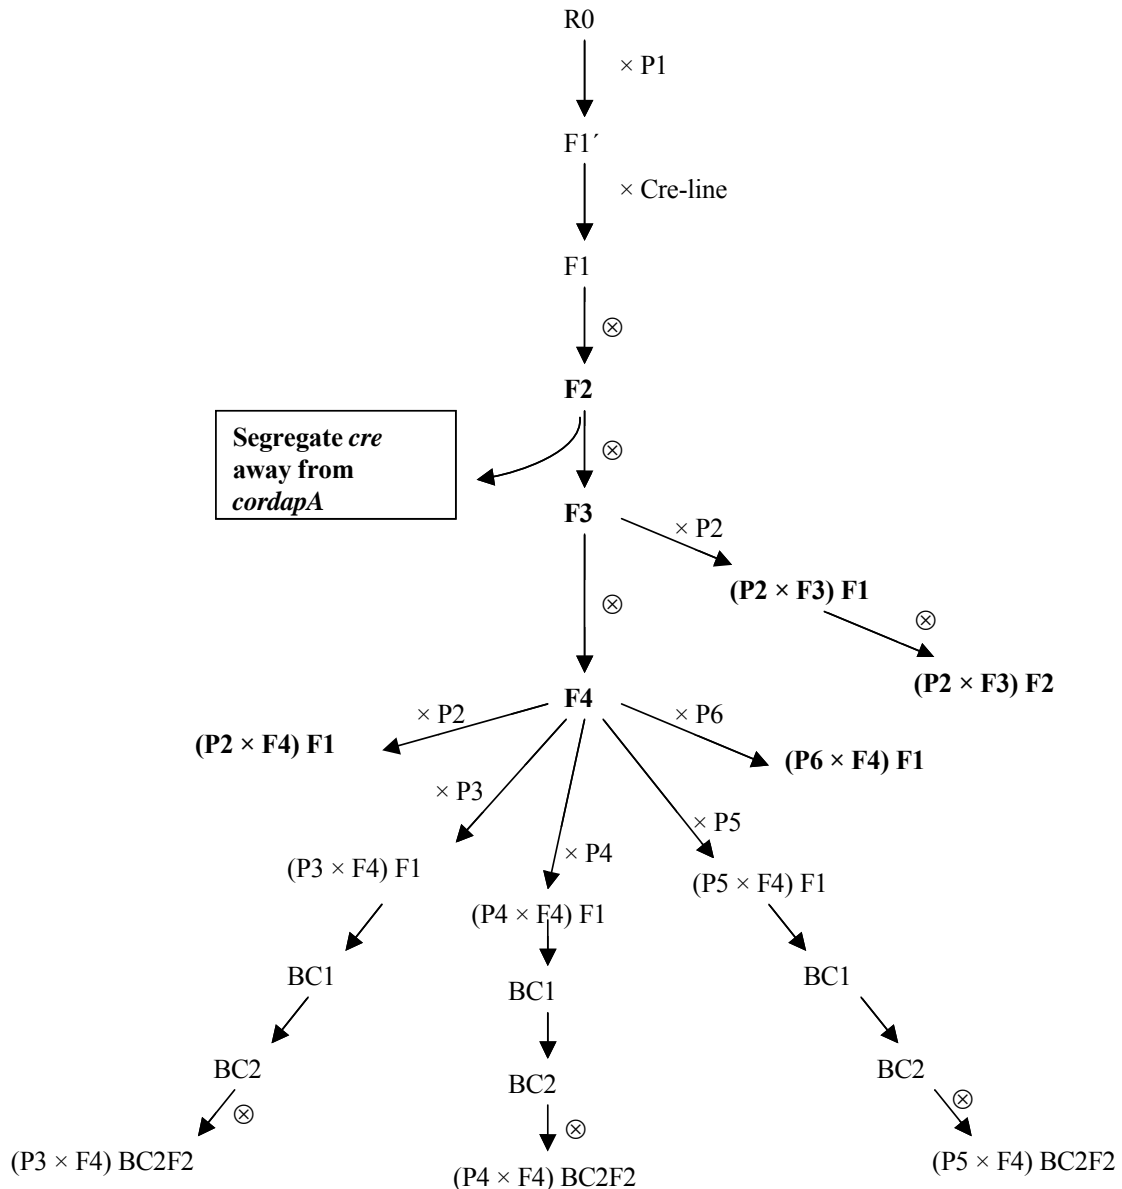 R0
× P1
F1´
× Cre-line
F1
⊗
F2
Segregate cre
away from
cordapA
⊗
F3
× P2
(P2 × F3) F1
⊗
⊗
(P2 × F3) F2
F4
× P2
× P6
(P2 × F4) F1
(P6 × F4) F1
× P3
× P5
× P4
(P3 × F4) F1
(P5 × F4) F1
(P4 × F4) F1
BC1
BC1
BC1
BC2
BC2
BC2
⊗
⊗
⊗
(P3 × F4) BC2F2
(P5 × F4) BC2F2
(P4 × F4) BC2F2